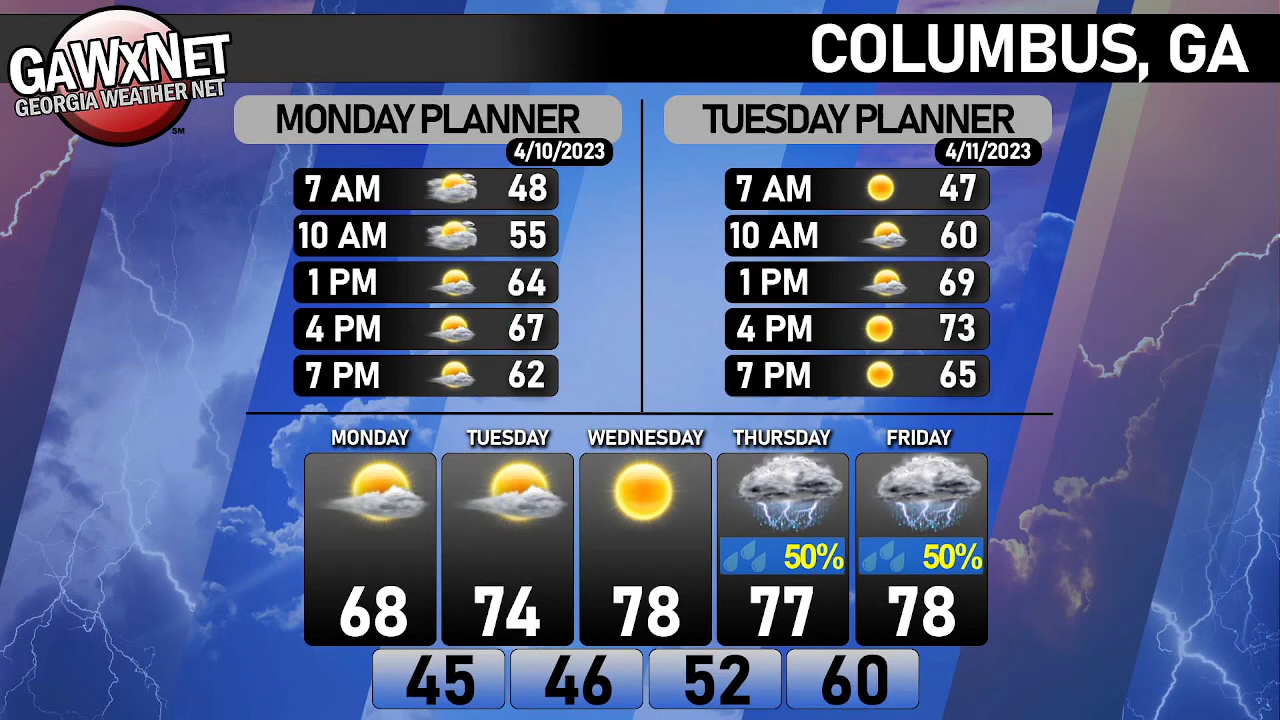 GAWxNET
GEORGIA WEATHER NET
SM
COLUMBUS, GA
MONDAY PLANNER
4/10/2023
7 AM 48
10 AM 55
1 PM 64
4 PM 67
7 PM 62
TUESDAY PLANNER
4/11/2023
7 AM 47
10 AM 60
1 PM 69
4 PM 73
7 PM 65
MONDAY TUESDAY WEDNESDAY THURSDAY FRIDAY
50% 50%
68 74 78 77 78
45 46 52 60